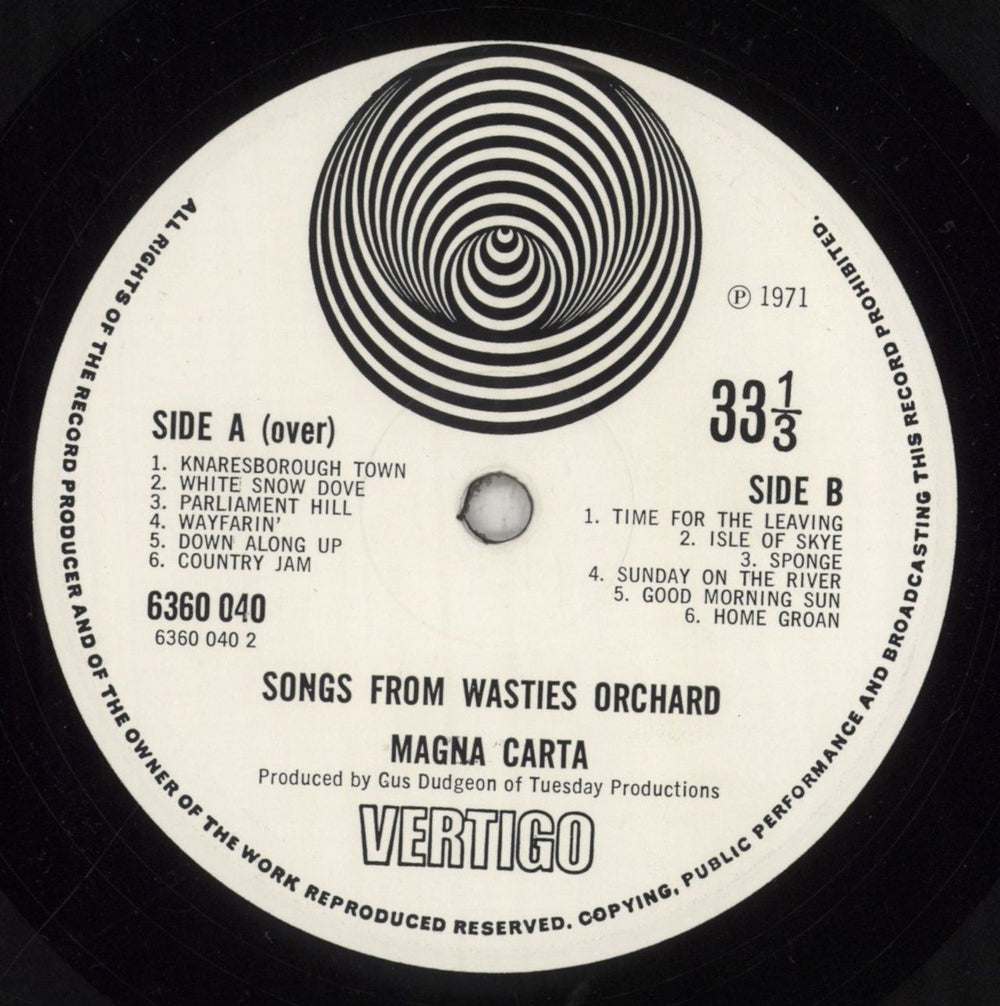 ALL RIGHTS OF THE RECORD PRODUCER AND OF THE OWNER OF THE WORK REPRODUCED RESERVED. COPYING, PUBLIC PERFORMANCE AND BROADCASTING THIS RECORD PROHIBITED.
℗ 1971
33 1/3
SIDE A (over)
1. KNARESBOROUGH TOWN
2. WHITE SNOW DOVE
3. PARLIAMENT HILL
4. WAYFARIN'
5. DOWN ALONG UP
6. COUNTRY JAM
6360 040
6360 040 2
SIDE B
1. TIME FOR THE LEAVING
2. ISLE OF SKYE
3. SPONGE
4. SUNDAY ON THE RIVER
5. GOOD MORNING SUN
6. HOME GROAN
SONGS FROM WASTIES ORCHARD
MAGNA CARTA
Produced by Gus Dudgeon of Tuesday Productions
VERTIGO